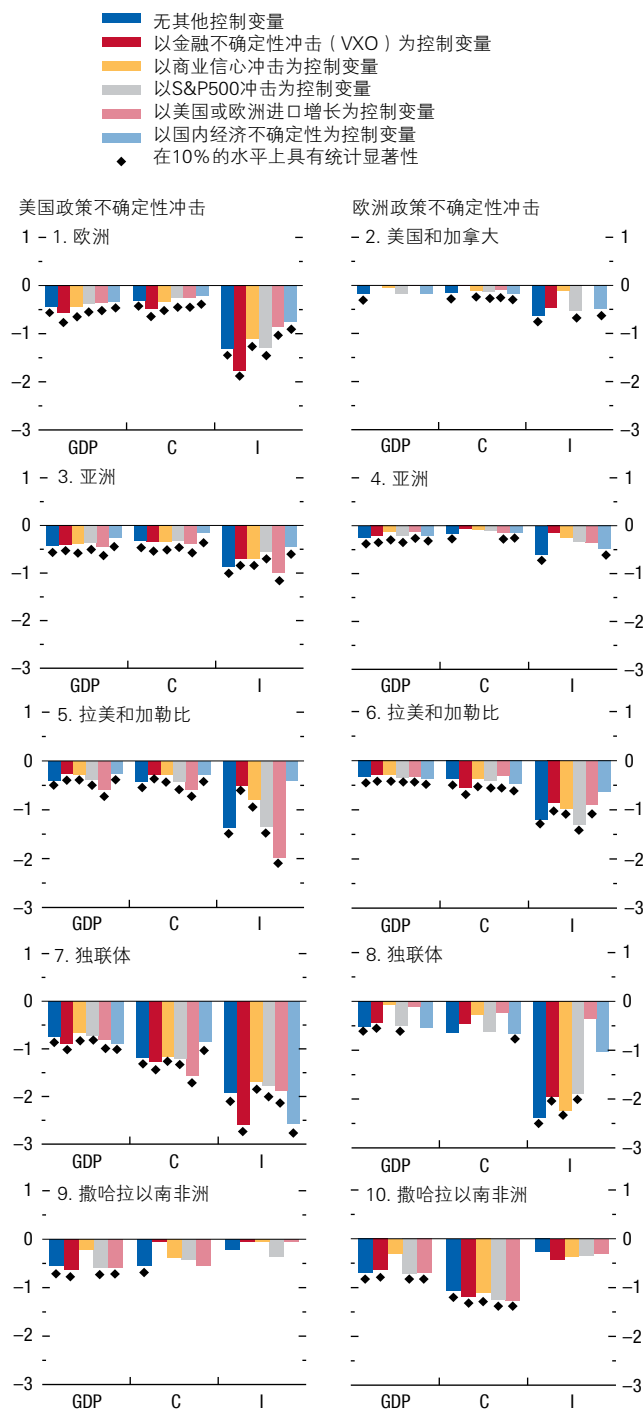 无其他控制变量
以金融不确定性冲击（VXO）为控制变量
以商业信心冲击为控制变量
以S&P500冲击为控制变量
以美国或欧洲进口增长为控制变量
以国内经济不确定性为控制变量
在10%的水平上具有统计显著性
美国政策不确定性冲击
欧洲政策不确定性冲击
1. 欧洲
1
0
–1
–2
–3
GDP C I
2. 美国和加拿大
1
0
–1
–2
–3
GDP C I
3. 亚洲
1
0
–1
–2
–3
GDP C I
4. 亚洲
1
0
–1
–2
–3
GDP C I
5. 拉美和加勒比
1
0
–1
–2
–3
GDP C I
6. 拉美和加勒比
1
0
–1
–2
–3
GDP C I
7. 独联体
1
0
–1
–2
–3
GDP C I
8. 独联体
1
0
–1
–2
–3
GDP C I
9. 撒哈拉以南非洲
1
0
–1
–2
–3
GDP C I
10. 撒哈拉以南非洲
1
0
–1
–2
–3
GDP C I